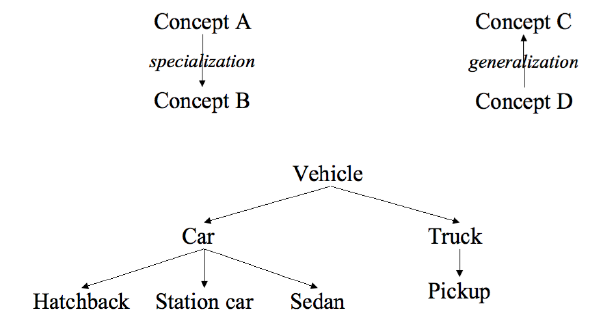 Concept A
Concept C
specialization
generalization
Concept B
Concept D
Vehicle
Car
Truck
Hatchback
Station car
Sedan
Pickup